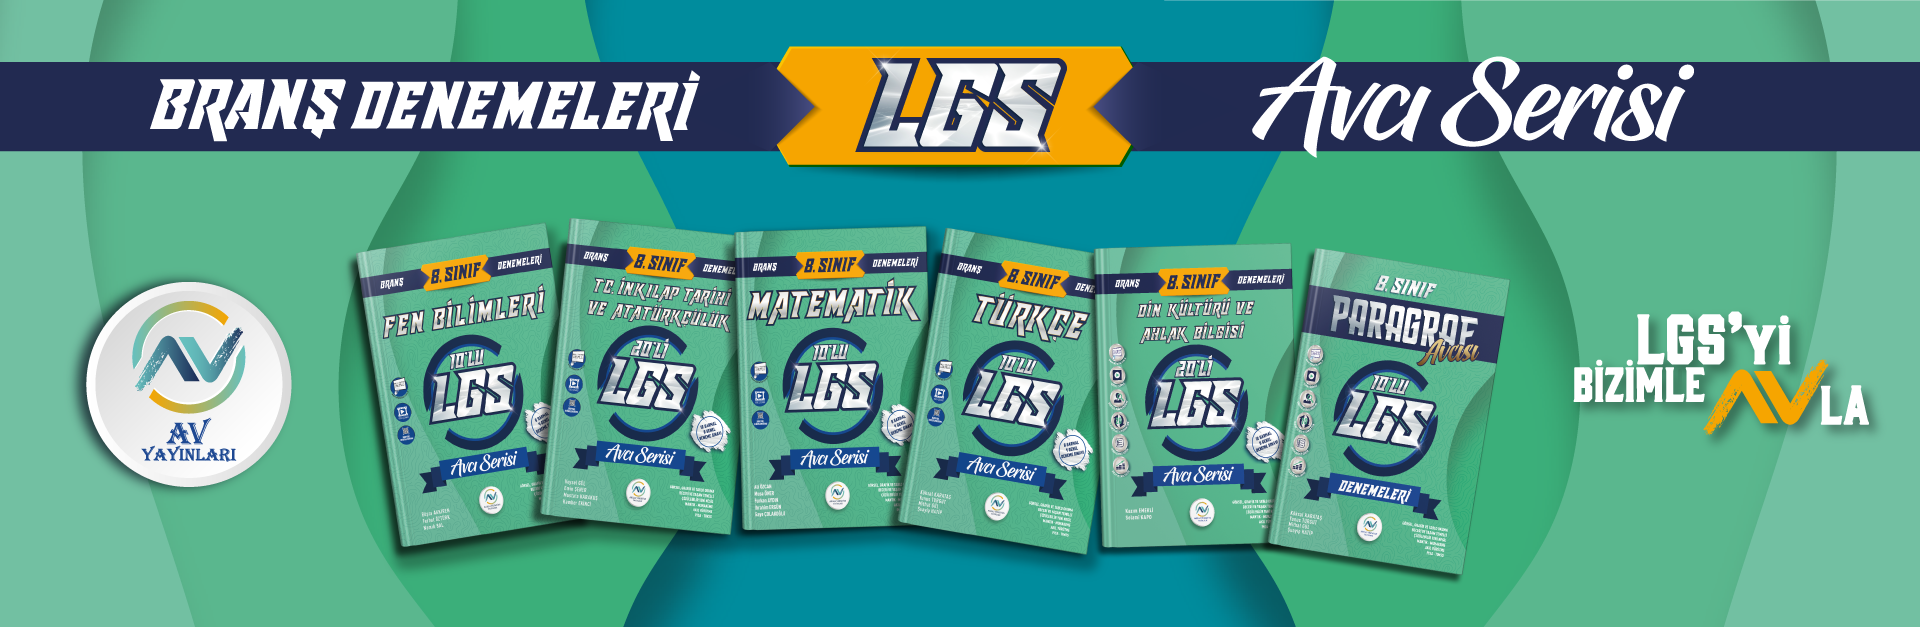 BRANŞ DENEMELERİ
LGS
Avcı Serisi
AV
YAYINLARI
BRANŞ
8. SINIF
DENEMELERİ
FEN BİLİMLERİ
10'LU
LGS
Avcı Serisi
BRANŞ
8. SINIF
T.C. İNKILAP TARİHİ
VE ATATÜRKÇÜLÜK
20'Lİ
LGS
Avcı Serisi
BRANŞ
8. SINIF
DENEMELERİ
MATEMATİK
10'LU
LGS
Avcı Serisi
BRANŞ
8. SINIF
TÜRKÇE
10'LU
LGS
Avcı Serisi
BRANŞ
8. SINIF
DENEMELERİ
DİN KÜLTÜRÜ VE
AHLAK BİLGİSİ
20'Lİ
LGS
Avcı Serisi
8. SINIF
PARAGRAF
Avcısı
10'LU
LGS
DENEMELERİ
LGS'Yİ
BİZİMLE AVLA